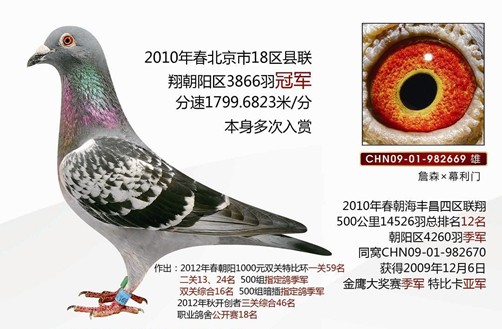 2010年春北京市18区县联
翔朝阳区3866羽冠军
分速1799.6823米/分
本身多次入赏
CHN09-01-982669 雄
詹森×幕利门
2010年春朝海丰昌四区联翔
500公里14526羽总排名12名
朝阳区4260羽季军
同窝CHN09-01-982670
获得2009年12月6日
金鹰大奖赛季军 特比卡亚军
作出：2012年春朝阳1000元双关特比环一关59名
二关13、24名 500组指定鸽季军
双关综合16名 500组暗插指定鸽季军
2012年秋开创者三关综合46名
职业鸽舍公开赛18名